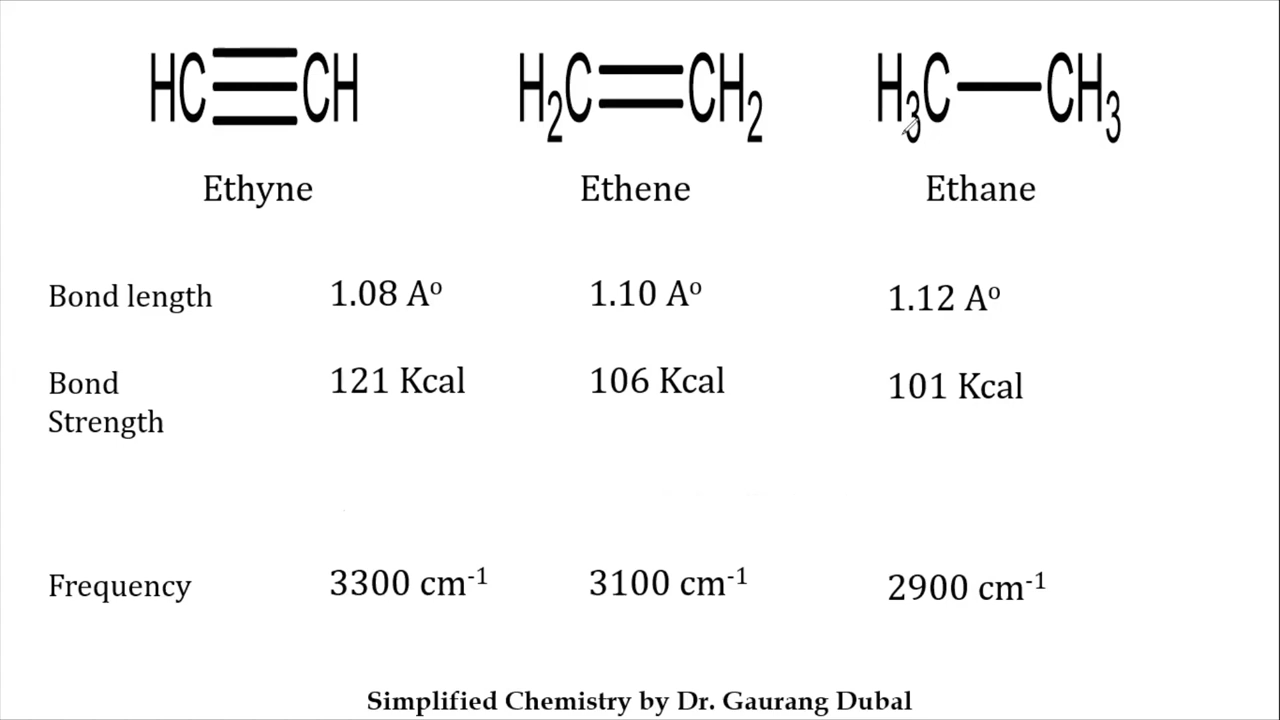 HC≡CH H₂C=CH₂ H₃C—CH₃
Ethyne Ethene Ethane
Bond length 1.08 Aᵒ 1.10 Aᵒ 1.12 Aᵒ
Bond 121 Kcal 106 Kcal 101 Kcal
Strength
Frequency 3300 cm⁻¹ 3100 cm⁻¹ 2900 cm⁻¹
Simplified Chemistry by Dr. Gaurang Dubal